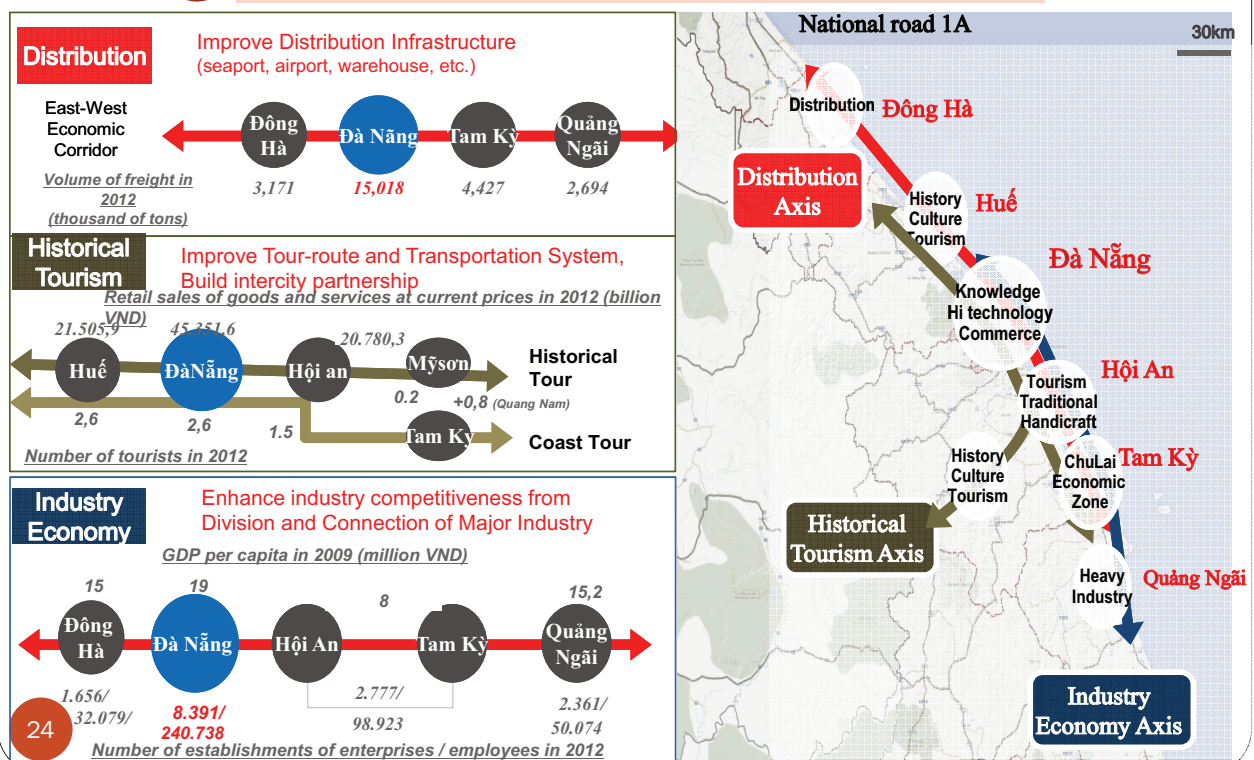 Distribution
Improve Distribution Infrastructure
(seaport, airport, warehouse, etc.)
East-West
Economic
Corridor
Đông
Hà
Đà Nẵng
Tam Kỳ
Quảng
Ngãi
Volume of freight in
2012
(thousand of tons)
3,171
15,018
4,427
2,694
Historical
Tourism
Improve Tour-route and Transportation System,
Build intercity partnership
Retail sales of goods and services at current prices in 2012 (billion
VND)
21.505,9
45.351,6
20.780,3
Huế
ĐàNẵng
Hội an
Mỹsơn
Historical
Tour
0.2
+0,8 (Quang Nam)
2,6
2,6
1.5
Tam Kỳ
Coast Tour
Number of tourists in 2012
Industry
Economy
Enhance industry competitiveness from
Division and Connection of Major Industry
GDP per capita in 2009 (million VND)
15
19
8
15,2
Đông
Hà
Đà Nẵng
Hội An
Tam Kỳ
Quảng
Ngãi
1.656/
32.079/
8.391/
240.738
2.777/
98.923
2.361/
50.074
24
Number of establishments of enterprises / employees in 2012
National road 1A
30km
Distribution
Đông Hà
Distribution
Axis
History
Culture
Tourism
Huế
Đà Nẵng
Knowledge
Hi technology
Commerce
Hội An
Tourism
Traditional
Handicraft
History
Culture
Tourism
ChuLai
Economic
Zone
Tam Kỳ
Historical
Tourism Axis
Heavy
Industry
Quảng Ngãi
Industry
Economy Axis